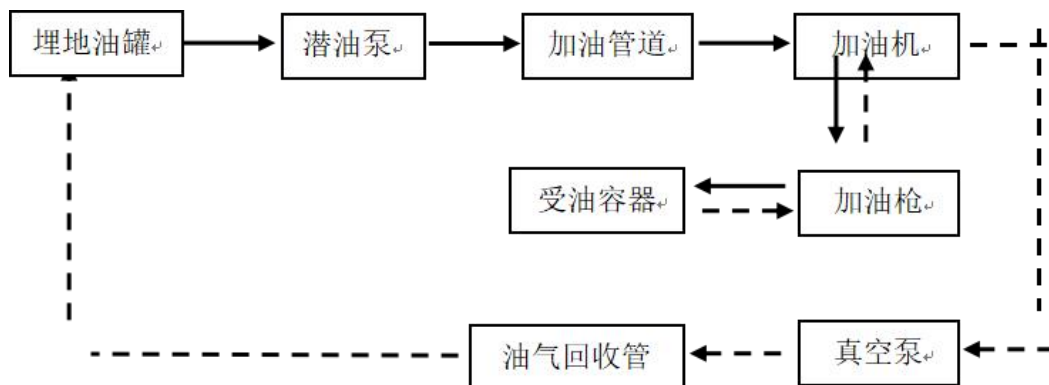 埋地油罐
潜油泵
加油管道
加油机
受油容器
加油枪
油气回收管
真空泵